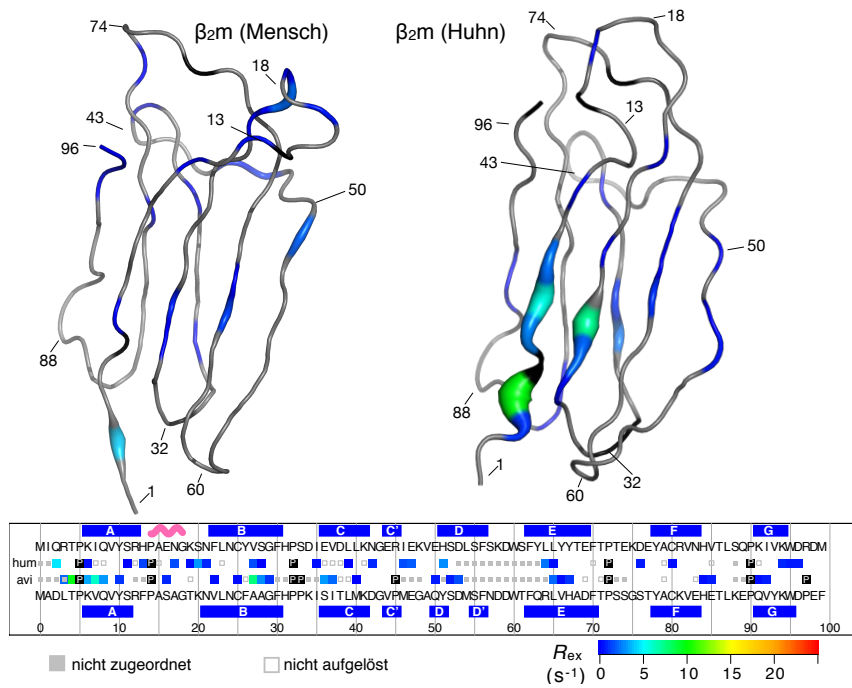 β2m (Mensch)
β2m (Huhn)
74
18
43
13
96
50
88
32
60
1
74
18
13
96
43
50
88
32
60
1
A B C C' D E F G
MIQRTPKIQVYSRHPAENGKSNFLNCYVSGFHPSDIEVDLLKNGERIEKVEHSDLSFSKDWSFYLLYYTEFTPTEKDEYACRVNHVTLSQPKIVKWDRDM
hum P P P P P
avi P P P P P P P P
MADLTPKVQVYSRFPASAGTKNVLNCFAAGFHPPKISITLMKDGVPMEGAQYSDMSFNDDWTFQRLVHADFTPSSGSTYACKVEHETLKEPQVYKWDPEF
A B C C' D D' E F G
0 10 20 30 40 50 60 70 80 90 100
nicht zugeordnet
nicht aufgelöst
Rex
(s-1)
0 5 10 15 20